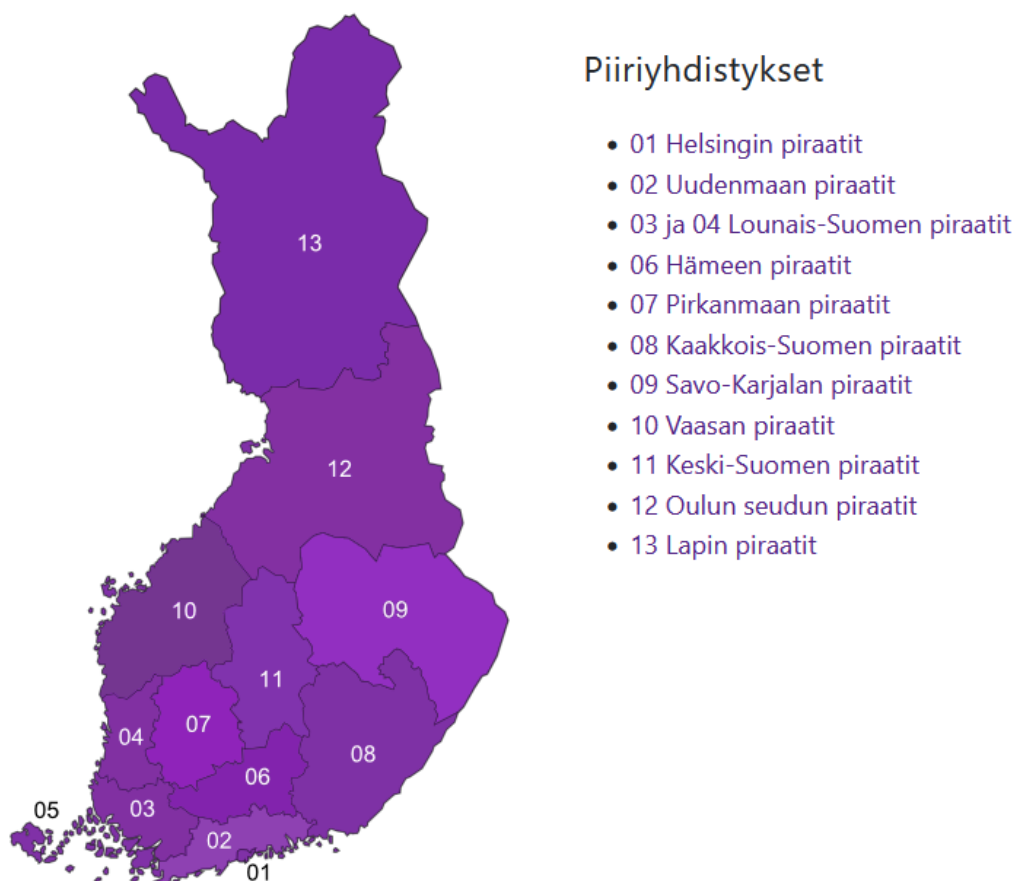 Piiriyhdistykset
01 Helsingin piraatit
02 Uudenmaan piraatit
03 ja 04 Lounais-Suomen piraatit
06 Hämeen piraatit
07 Pirkanmaan piraatit
08 Kaakkois-Suomen piraatit
09 Savo-Karjalan piraatit
10 Vaasan piraatit
11 Keski-Suomen piraatit
12 Oulun seudun piraatit
13 Lapin piraatit
13
12
10
09
11
07
04
08
06
03
05
02
01